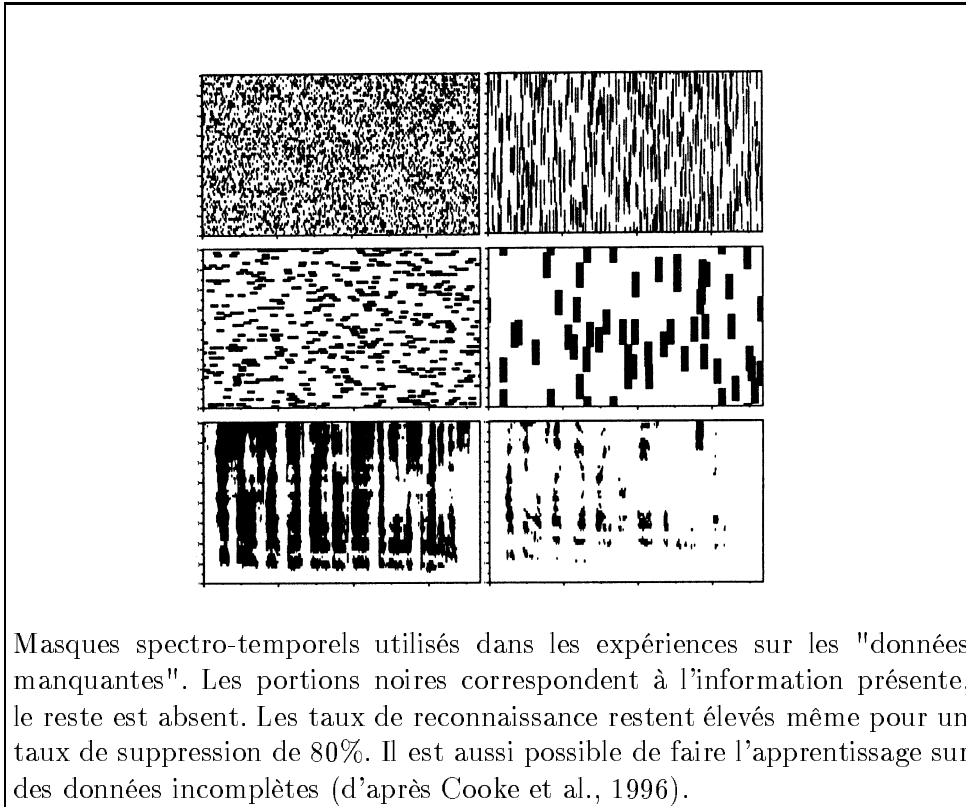 Masques spectro-temporels utilisés dans les expériences sur les "données
manquantes". Les portions noires correspondent à l'information présente,
le reste est absent. Les taux de reconnaissance restent élevés même pour un
taux de suppression de 80%. Il est aussi possible de faire l'apprentissage sur
des données incomplètes (d'après Cooke et al., 1996).